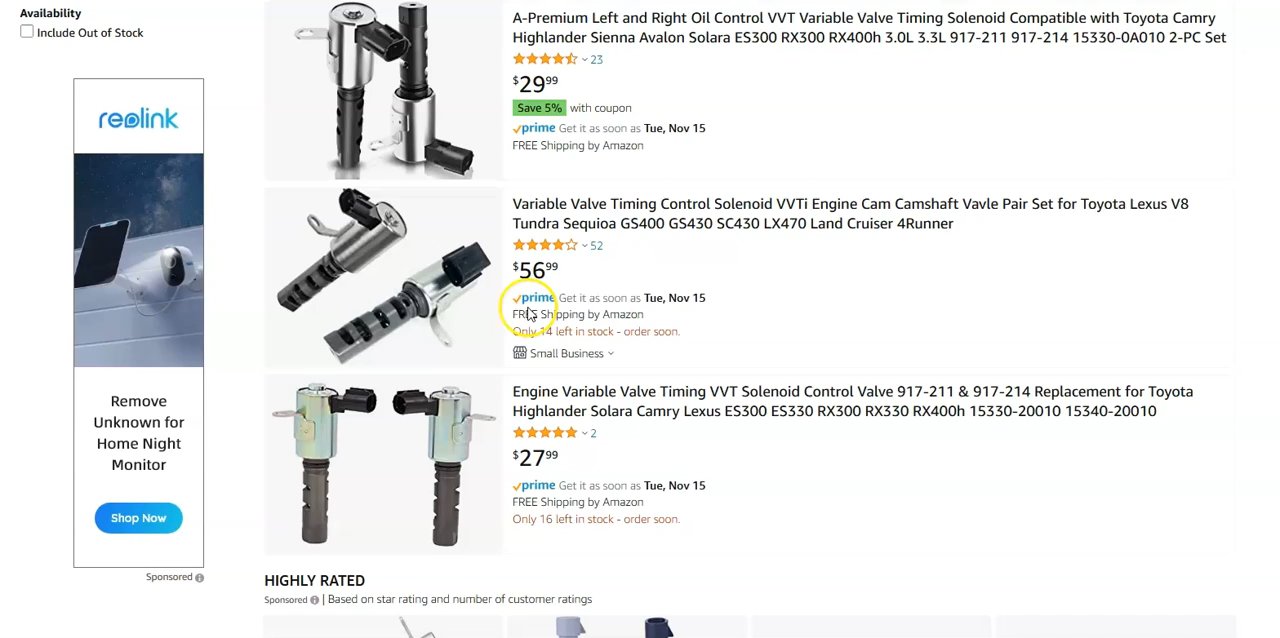 Availability
Include Out of Stock
reolink
Remove
Unknown for
Home Night
Monitor
Shop Now
Sponsored
A-Premium Left and Right Oil Control VVT Variable Valve Timing Solenoid Compatible with Toyota Camry
Highlander Sienna Avalon Solara ES300 RX300 RX400h 3.0L 3.3L 917-211 917-214 15330-0A010 2-PC Set
23
$2999
Save 5% with coupon
prime Get it as soon as Tue, Nov 15
FREE Shipping by Amazon
Variable Valve Timing Control Solenoid VVTi Engine Cam Camshaft Vavle Pair Set for Toyota Lexus V8
Tundra Sequioa GS400 GS430 SC430 LX470 Land Cruiser 4Runner
52
$5699
prime Get it as soon as Tue, Nov 15
FREE Shipping by Amazon
Only 14 left in stock - order soon.
Small Business
Engine Variable Valve Timing VVT Solenoid Control Valve 917-211 & 917-214 Replacement for Toyota
Highlander Solara Camry Lexus ES300 ES330 RX300 RX330 RX400h 15330-20010 15340-20010
2
$2799
prime Get it as soon as Tue, Nov 15
FREE Shipping by Amazon
Only 16 left in stock - order soon.
HIGHLY RATED
Sponsored | Based on star rating and number of customer ratings